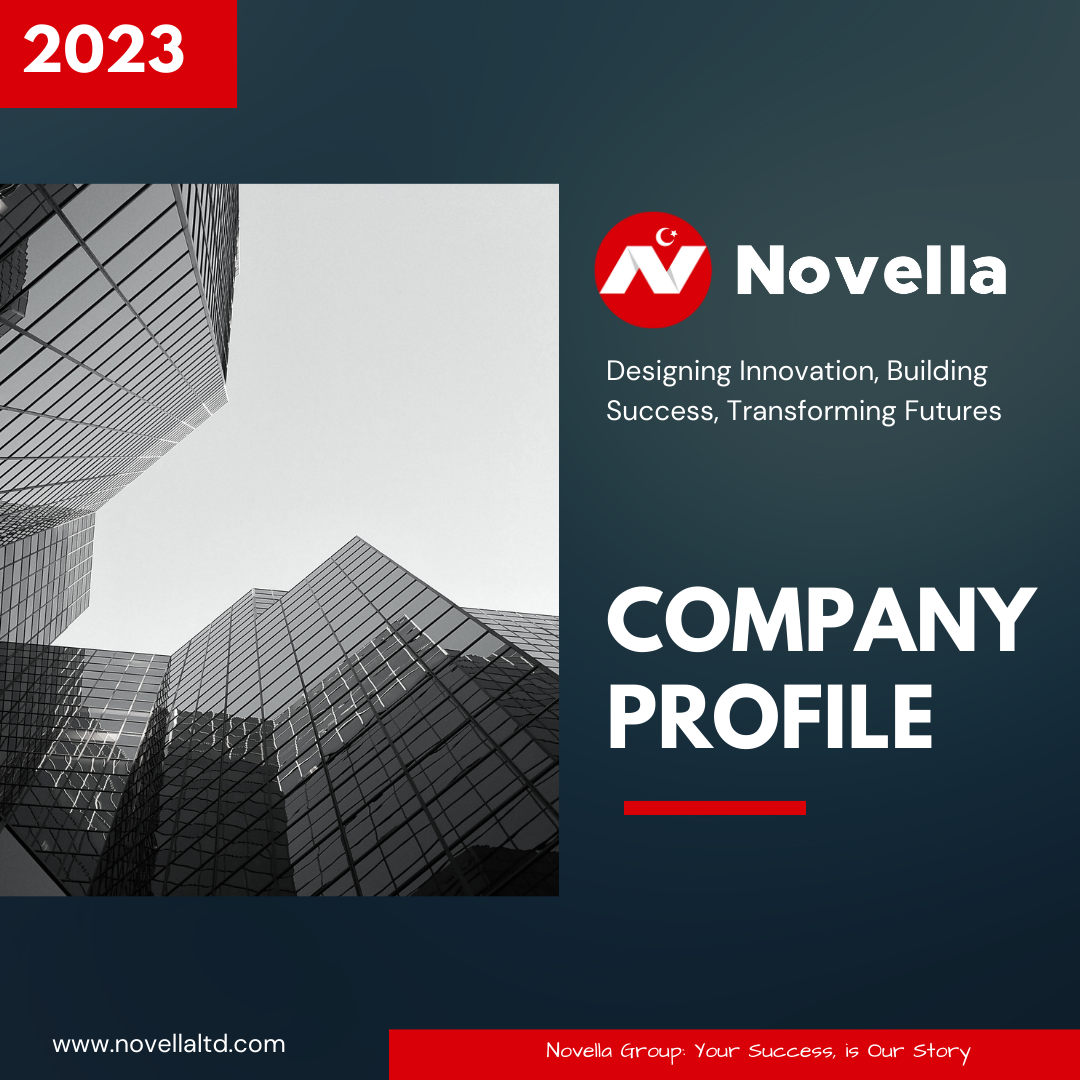 2023
Novella
Designing Innovation, Building
Success, Transforming Futures
COMPANY
PROFILE
www.novellaltd.com
Novella Group: Your Success, is Our Story